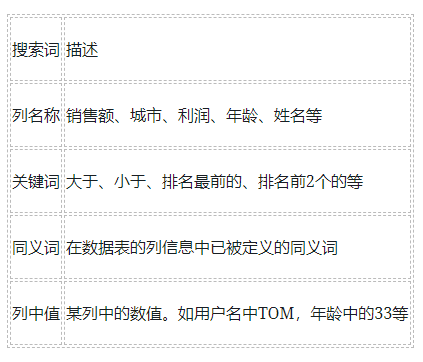 搜索词 描述
列名称 销售额、城市、利润、年龄、姓名等
关键词 大于、小于、排名最前的、排名前2个的等
同义词 在数据表的列信息中已被定义的同义词
列中值 某列中的数值。如用户名中TOM，年龄中的33等